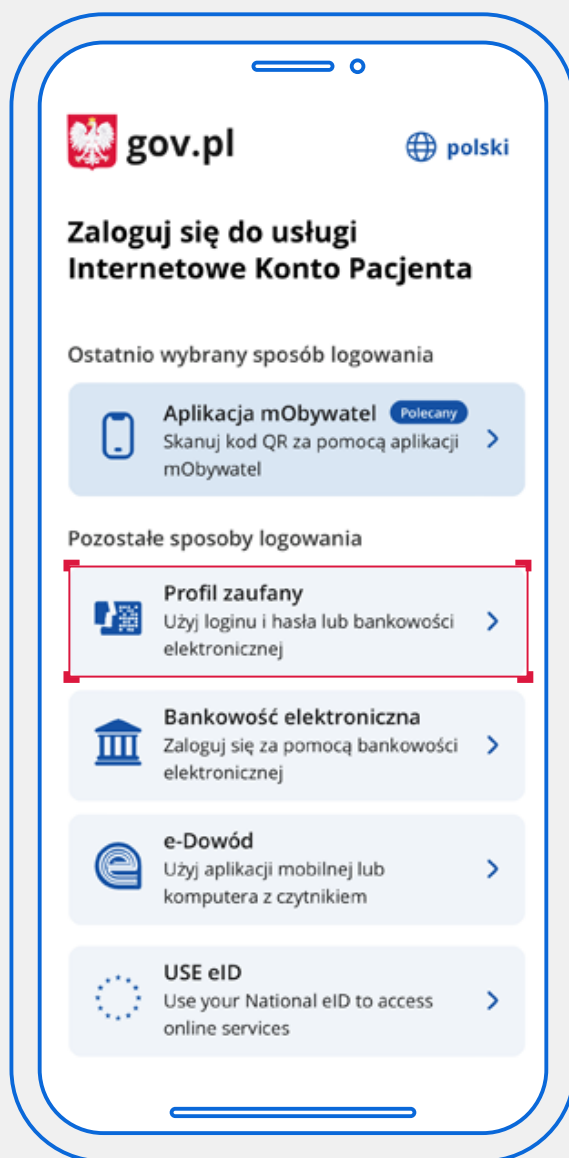 gov.pl
polski
Zaloguj się do usługi
Internetowe Konto Pacjenta
Ostatnio wybrany sposób logowania
Aplikacja mObywatel Polecany
Skanuj kod QR za pomocą aplikacji
mObywatel
Pozostałe sposoby logowania
Profil zaufany
Użyj loginu i hasła lub bankowości
elektronicznej
Bankowość elektroniczna
Zaloguj się za pomocą bankowości
elektronicznej
e-Dowód
Użyj aplikacji mobilnej lub
komputera z czytnikiem
USE eID
Use your National eID to access
online services